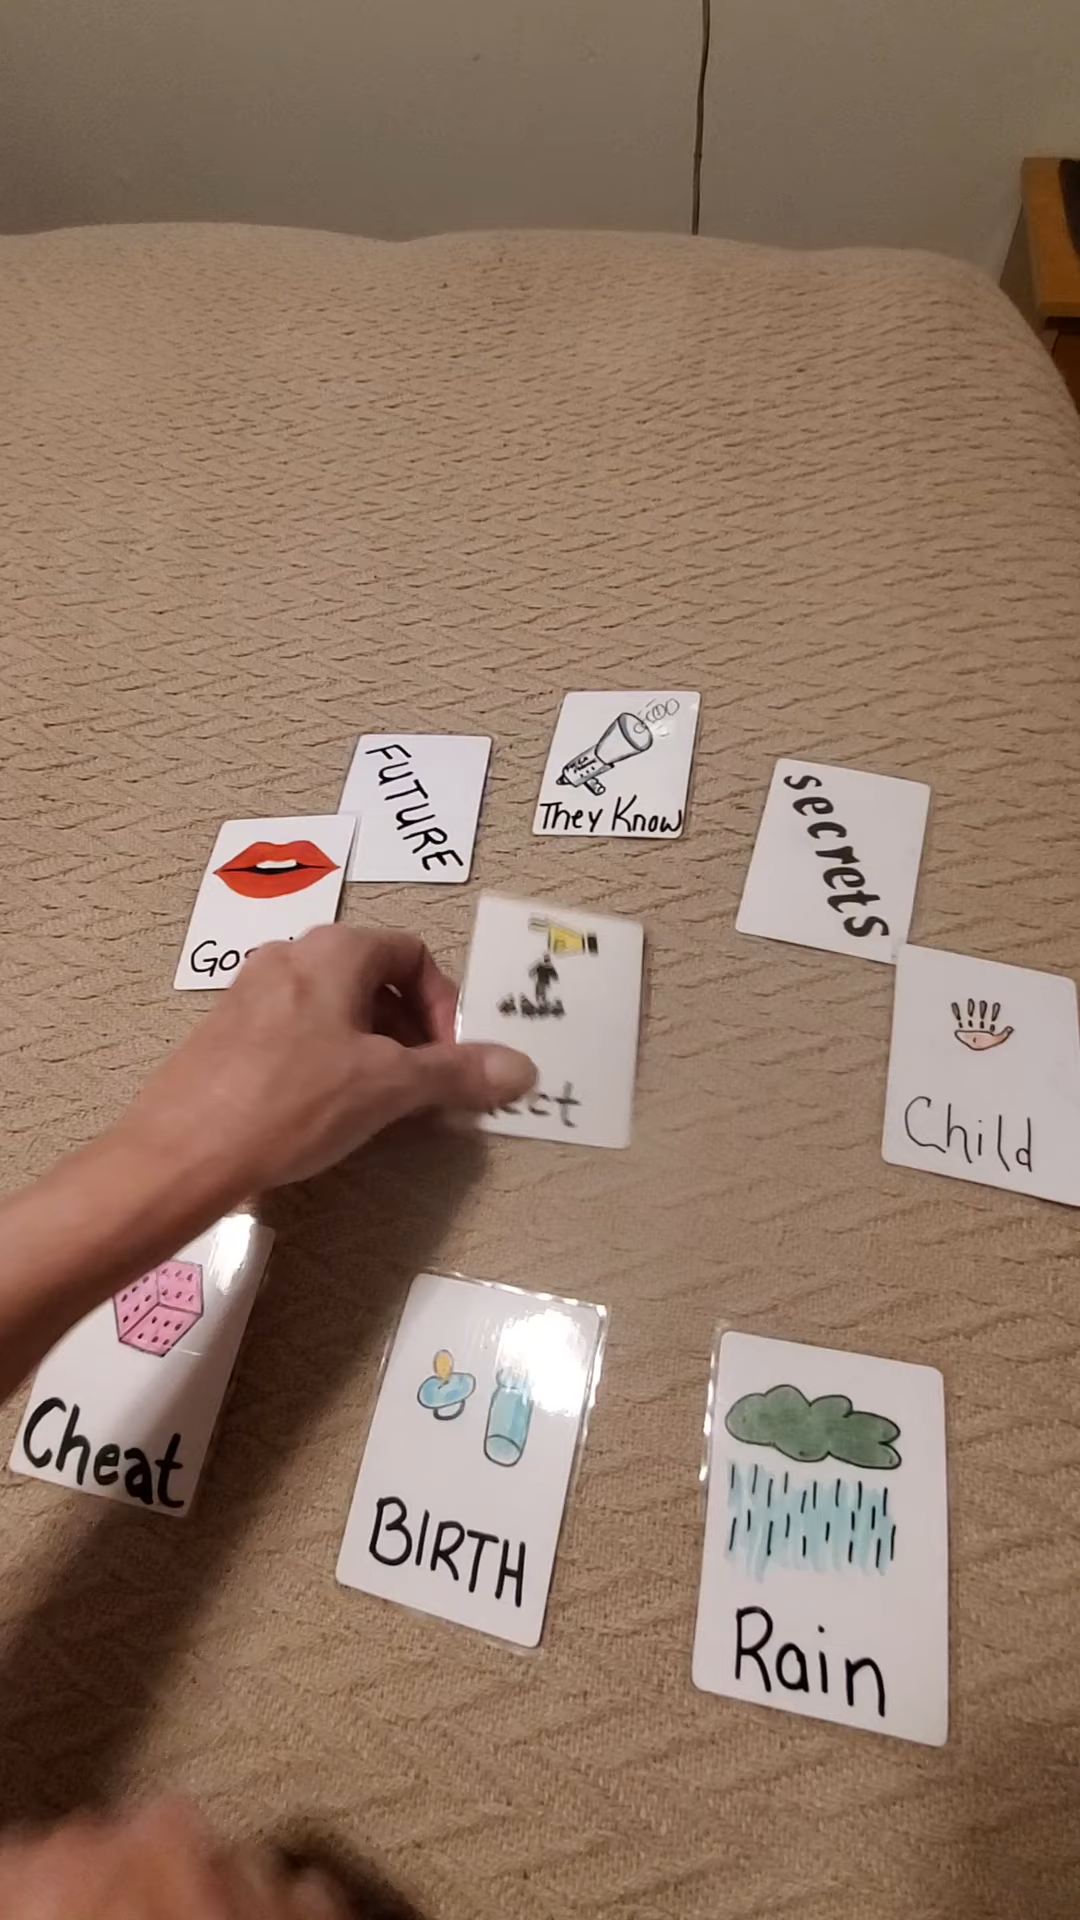 FUTURE
They Know
secrets
Child
Cheat
BIRTH
Rain